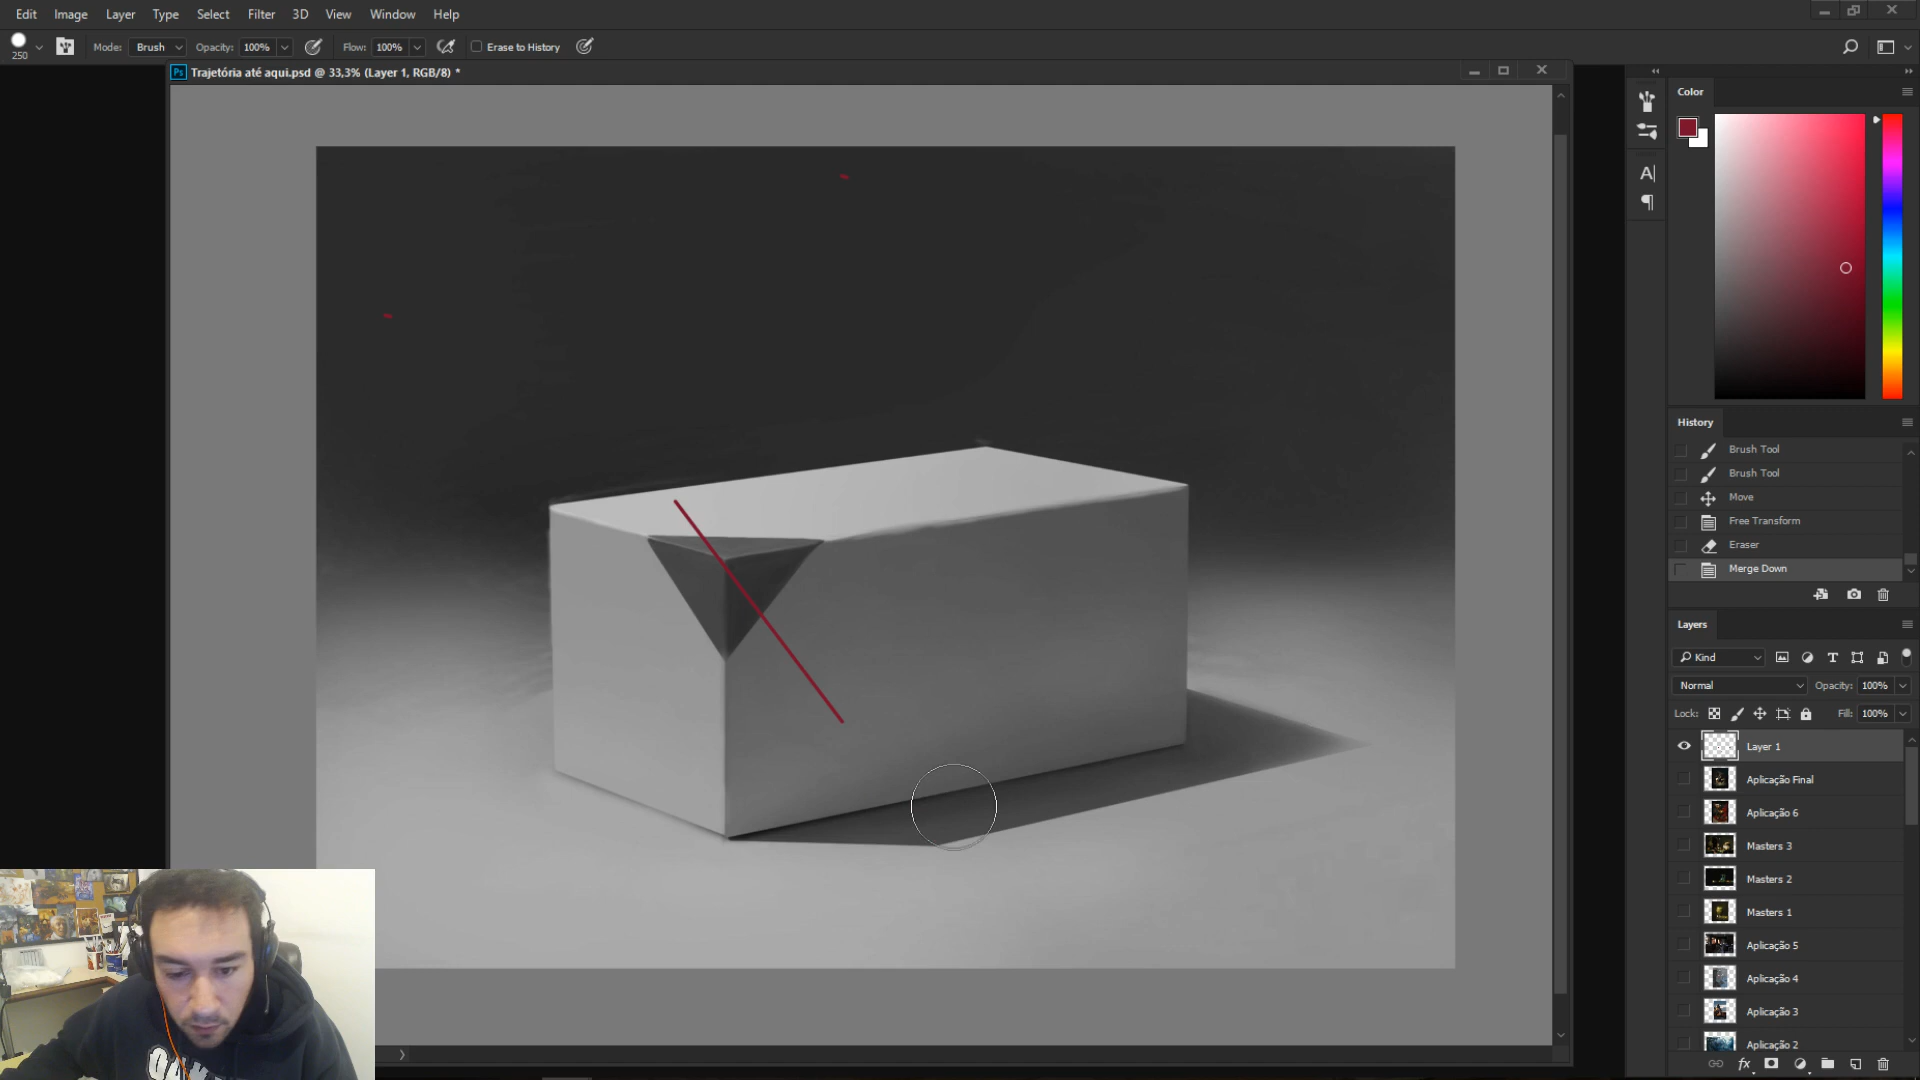 Edit Image Layer Type Select Filter 3D View Window Help
250 Mode: Brush Opacity: 100% Flow: 100% Erase to History
Ps Trajetória até aqui.psd @ 33,3% (Layer 1, RGB/8) *
Color
History
Brush Tool
Brush Tool
Move
Free Transform
Eraser
Merge Down
Layers
Kind
Normal Opacity: 100%
Lock: Fill: 100%
Layer 1
Aplicação Final
Aplicação 6
Masters 3
Masters 2
Masters 1
Aplicação 5
Aplicação 4
Aplicação 3
Aplicação 2
fx